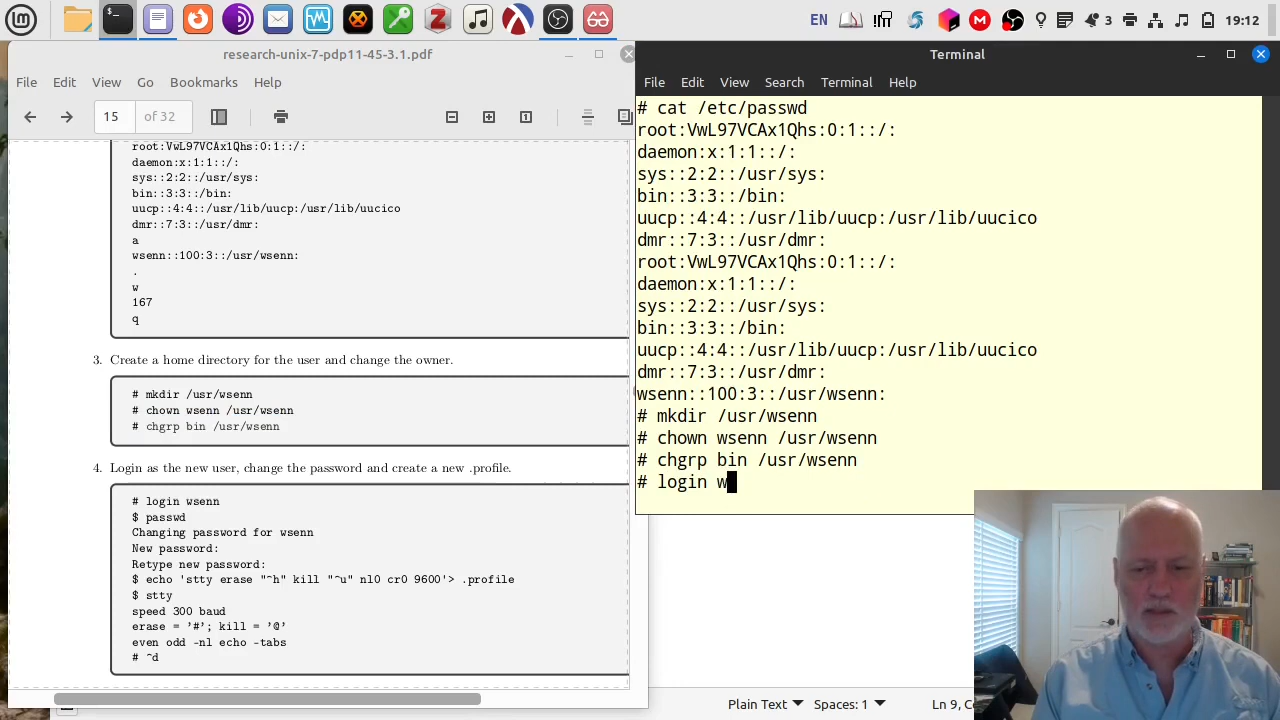 EN
3
19:12
research-unix-7-pdp11-45-3.1.pdf
File Edit View Go Bookmarks Help
15 of 32
root:VwL97VCAx1Qhs:0:1::/:
daemon:x:1:1::/:
sys::2:2::/usr/sys:
bin::3:3::/bin:
uucp::4:4::/usr/lib/uucp:/usr/lib/uucico
dmr::7:3::/usr/dmr:
a
wsenn::100:3::/usr/wsenn:
.
w
167
q
3. Create a home directory for the user and change the owner.
# mkdir /usr/wsenn
# chown wsenn /usr/wsenn
# chgrp bin /usr/wsenn
4. Login as the new user, change the password and create a new .profile.
# login wsenn
$ passwd
Changing password for wsenn
New password:
Retype new password:
$ echo 'stty erase "^h" kill "^u" nl0 cr0 9600'> .profile
$ stty
speed 300 baud
erase = '#'; kill = '@'
even odd -nl echo -tabs
# ^d
Terminal
File Edit View Search Terminal Help
# cat /etc/passwd
root:VwL97VCAx1Qhs:0:1::/:
daemon:x:1:1::/:
sys::2:2::/usr/sys:
bin::3:3::/bin:
uucp::4:4::/usr/lib/uucp:/usr/lib/uucico
dmr::7:3::/usr/dmr:
root:VwL97VCAx1Qhs:0:1::/:
daemon:x:1:1::/:
sys::2:2::/usr/sys:
bin::3:3::/bin:
uucp::4:4::/usr/lib/uucp:/usr/lib/uucico
dmr::7:3::/usr/dmr:
wsenn::100:3::/usr/wsenn:
# mkdir /usr/wsenn
# chown wsenn /usr/wsenn
# chgrp bin /usr/wsenn
# login w
Plain Text Spaces: 1 Ln 9, C